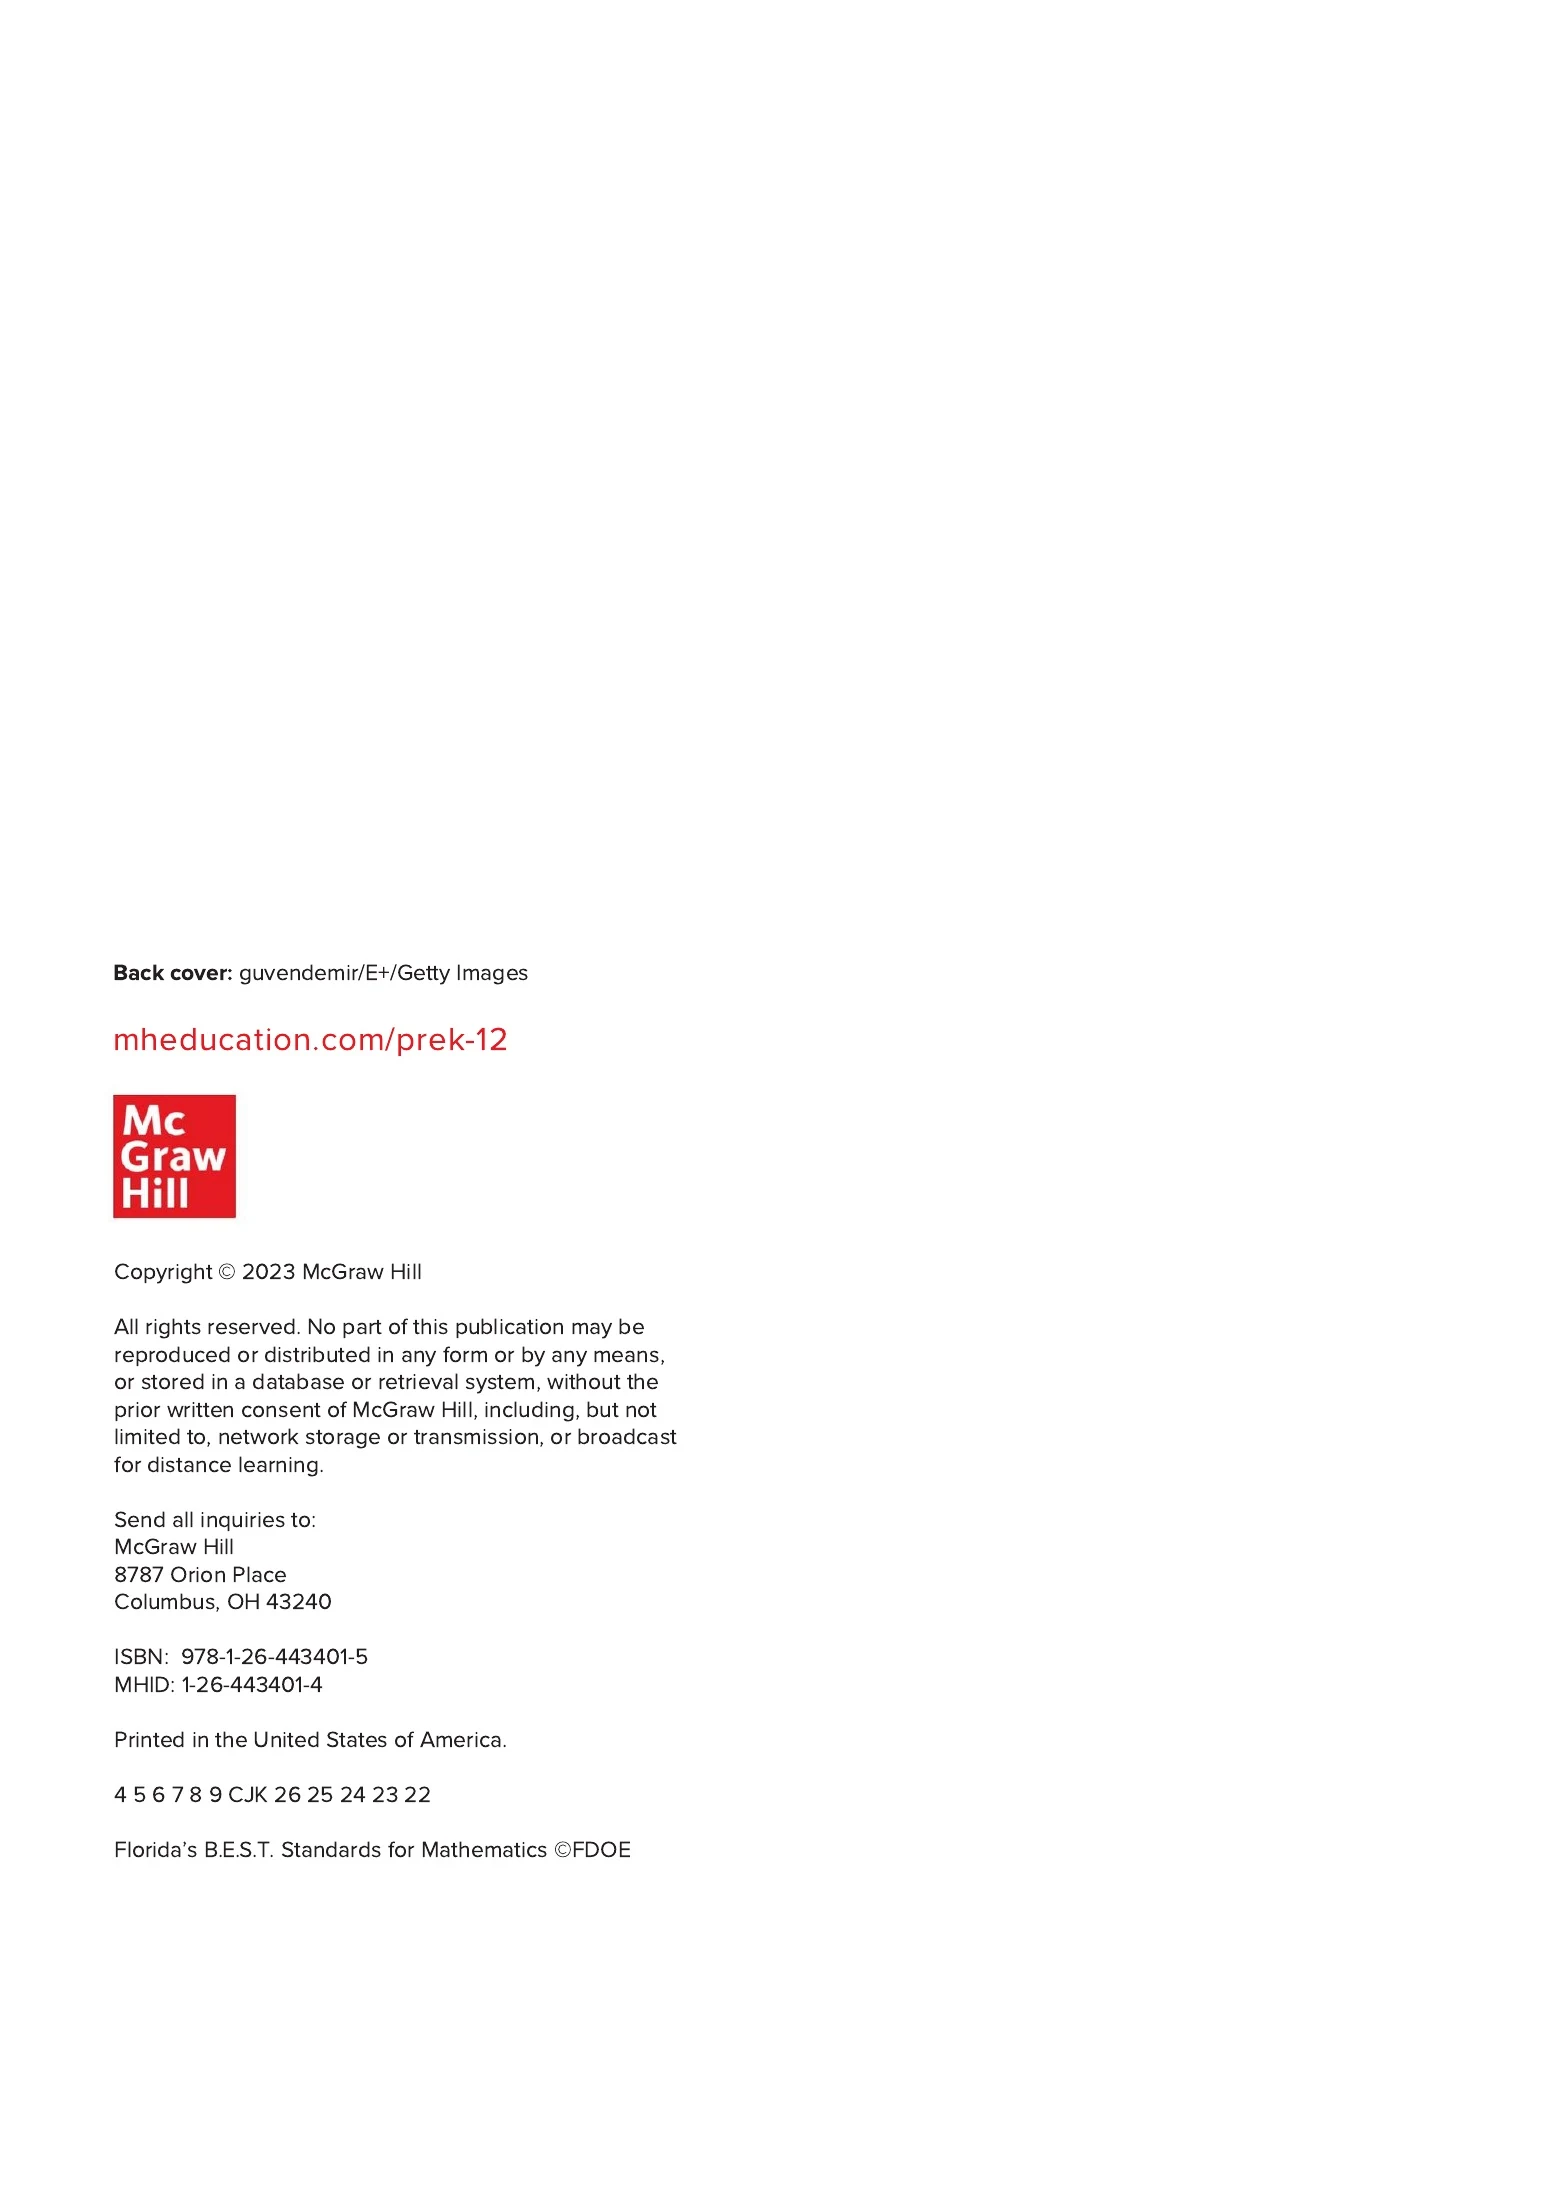 Back cover: guvendemir/E+/Getty Images
mheducation.com/prek-12
Mc
Graw
Hill
Copyright © 2023 McGraw Hill
All rights reserved. No part of this publication may be
reproduced or distributed in any form or by any means,
or stored in a database or retrieval system, without the
prior written consent of McGraw Hill, including, but not
limited to, network storage or transmission, or broadcast
for distance learning.
Send all inquiries to:
McGraw Hill
8787 Orion Place
Columbus, OH 43240
ISBN: 978-1-26-443401-5
MHID: 1-26-443401-4
Printed in the United States of America.
4 5 6 7 8 9 CJK 26 25 24 23 22
Florida’s B.E.S.T. Standards for Mathematics ©FDOE